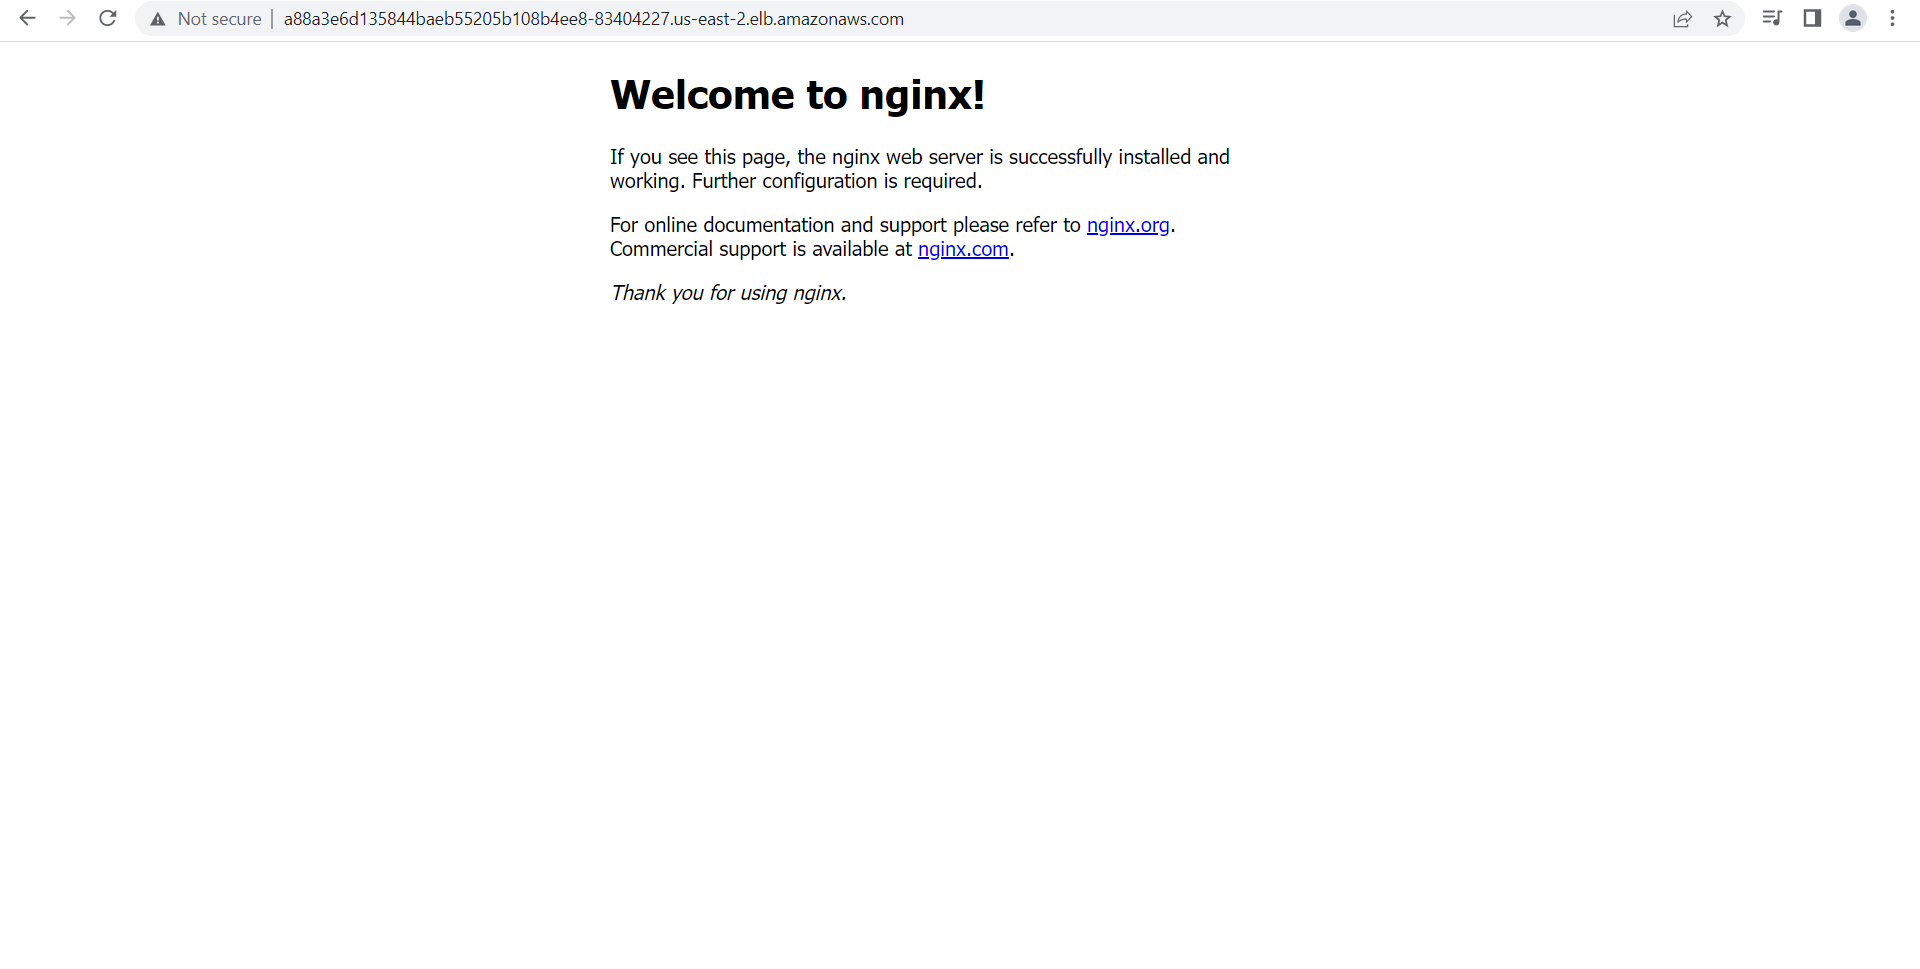 Not secure
a88a3e6d135844baeb55205b108b4ee8-83404227.us-east-2.elb.amazonaws.com
Welcome to nginx!
If you see this page, the nginx web server is successfully installed and
working. Further configuration is required.
For online documentation and support please refer to nginx.org.
Commercial support is available at nginx.com.
Thank you for using nginx.